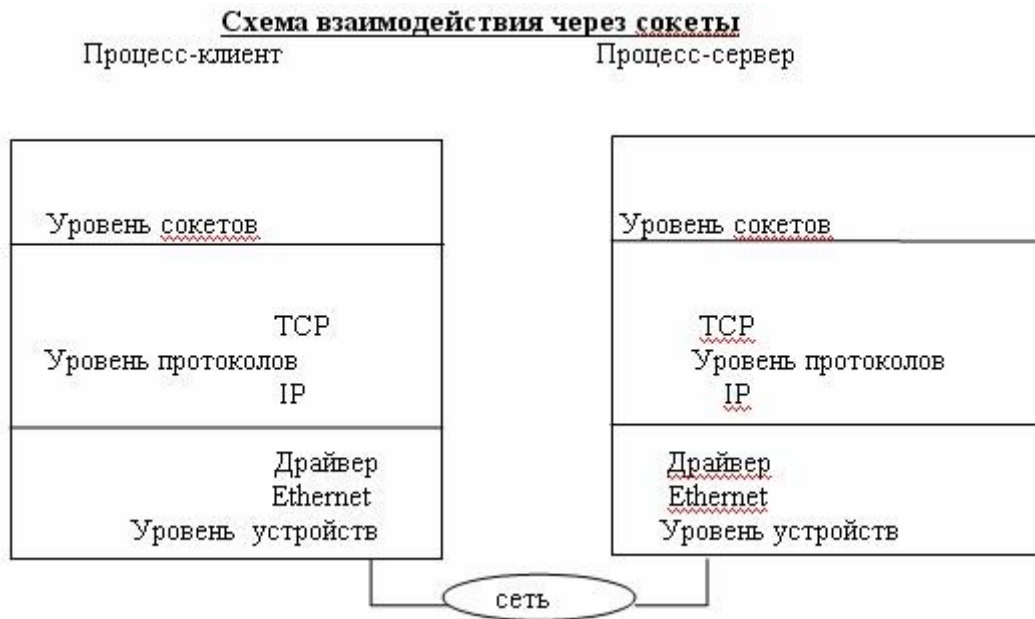 Схема взаимодействия через сокеты
Процесс-клиент
Процесс-сервер
Уровень сокетов
TCP
Уровень протоколов
IP
Драйвер
Ethernet
Уровень устройств
Уровень сокетов
TCP
Уровень протоколов
IP
Драйвер
Ethernet
Уровень устройств
сеть